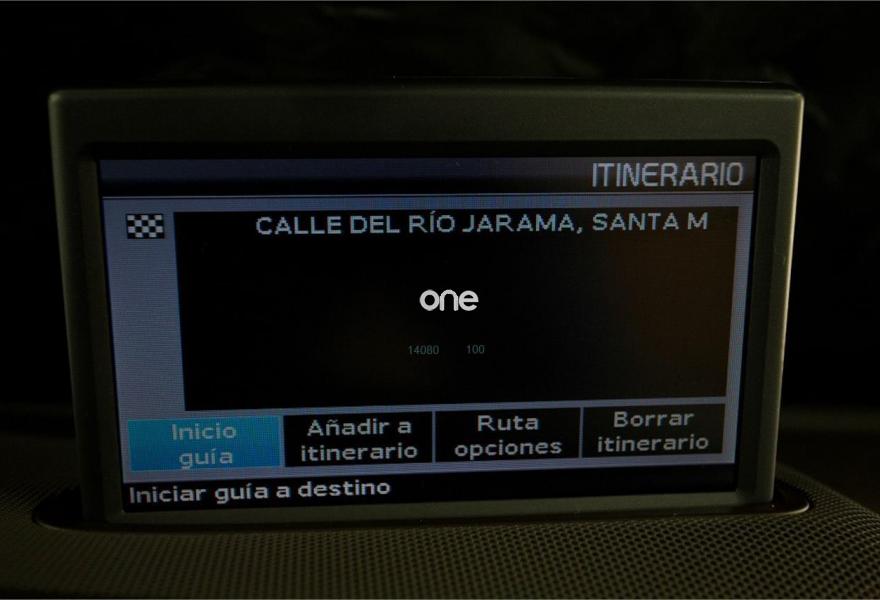 ITINERARIO
CALLE DEL RÍO JARAMA, SANTA M
one
14080 100
Inicio
guía
Añadir a
itinerario
Ruta
opciones
Borrar
itinerario
Iniciar guía a destino